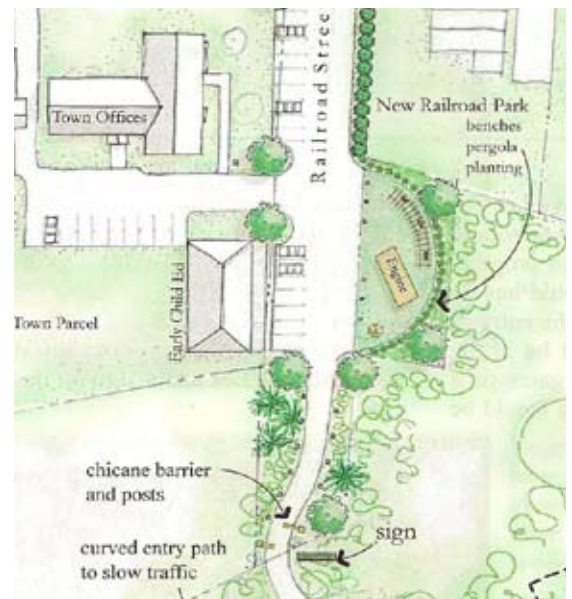 Town Offices
Railroad Stree
New Railroad Park
benches
pergola
planting
Engine
Early Child Ed
Town Parcel
chicane barrier
and posts
curved entry path
to slow traffic
sign